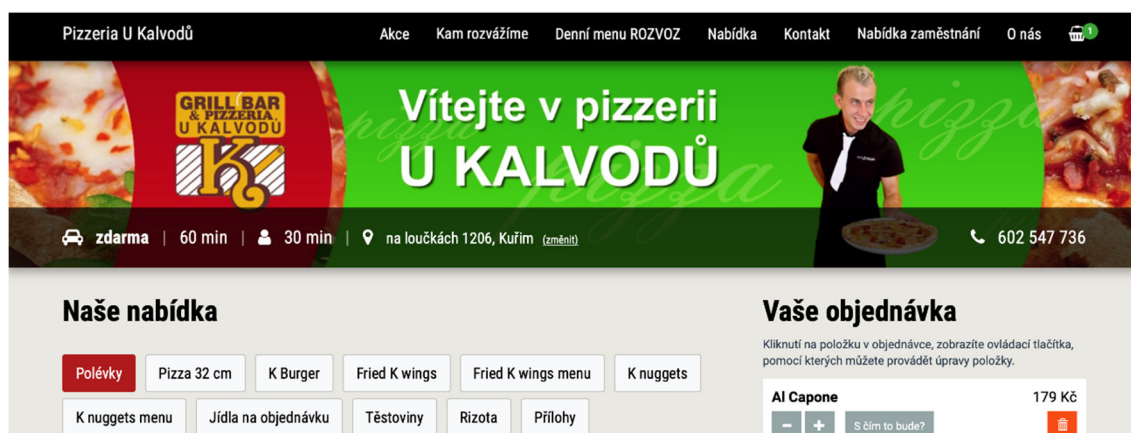 Pizzeria U Kalvodů
Akce Kam rozvážíme Denní menu ROZVOZ Nabídka Kontakt Nabídka zaměstnání O nás 1
GRILL BAR
& PIZZERIA
U KALVODŮ
K
Vítejte v pizzerii
U KALVODŮ
pizza
pizza
pizza
zdarma | 60 min | 30 min | na loučkách 1206, Kuřim (změnit)
602 547 736
Naše nabídka
Polévky Pizza 32 cm K Burger Fried K wings Fried K wings menu K nuggets
K nuggets menu Jídla na objednávku Těstoviny Rizota Přílohy
Vaše objednávka
Kliknutí na položku v objednávce, zobrazíte ovládací tlačítka,
pomocí kterých můžete provádět úpravy položky.
Al Capone 179 Kč
− + S čím to bude?